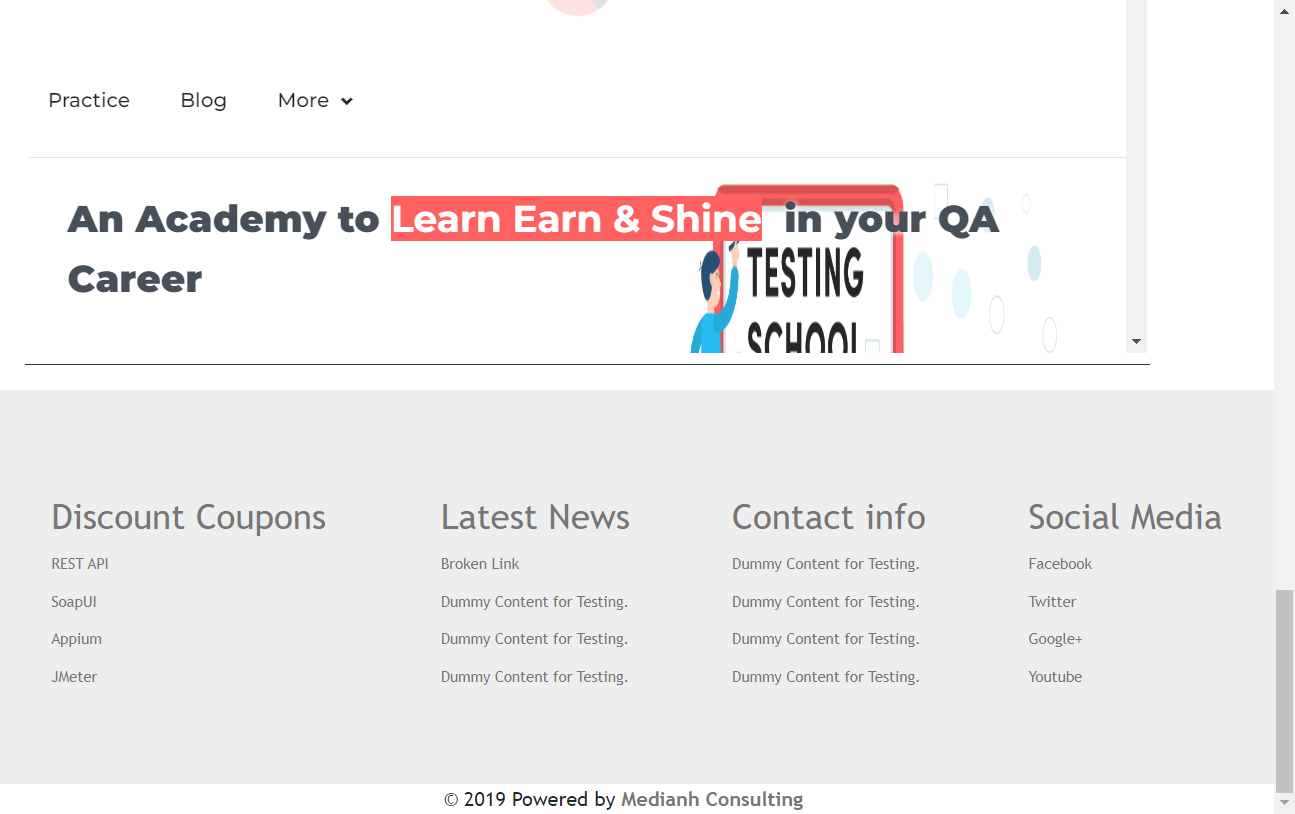 Practice Blog More
An Academy to Learn Earn & Shine in your QA
Career
TESTING
SCHOOL
Discount Coupons
REST API
SoapUI
Appium
JMeter
Latest News
Broken Link
Dummy Content for Testing.
Dummy Content for Testing.
Dummy Content for Testing.
Contact info
Dummy Content for Testing.
Dummy Content for Testing.
Dummy Content for Testing.
Dummy Content for Testing.
Social Media
Facebook
Twitter
Google+
Youtube
© 2019 Powered by Medianh Consulting